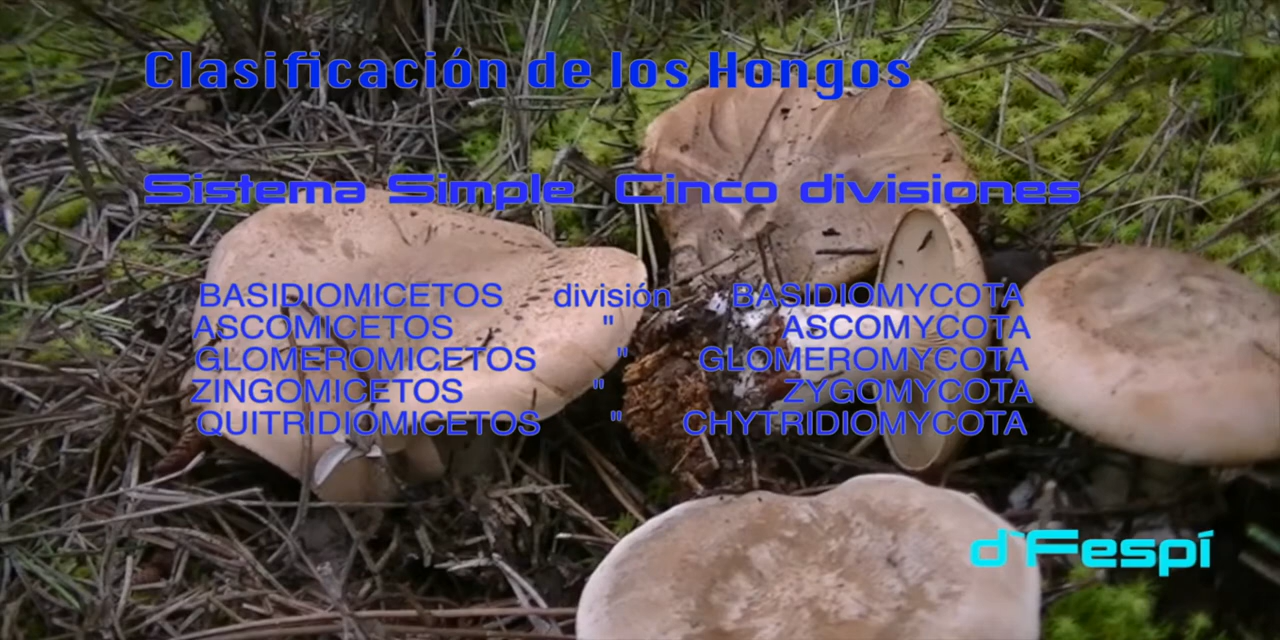 Clasificación de los Hongos
Sistema Simple Cinco divisiones
BASIDIOMICETOS división BASIDIOMYCOTA
ASCOMICETOS " ASCOMYCOTA
GLOMEROMICETOS " GLOMEROMYCOTA
ZINGOMICETOS " ZYGOMYCOTA
QUITRIDIOMICETOS " CHYTRIDIOMYCOTA
d`Fespí